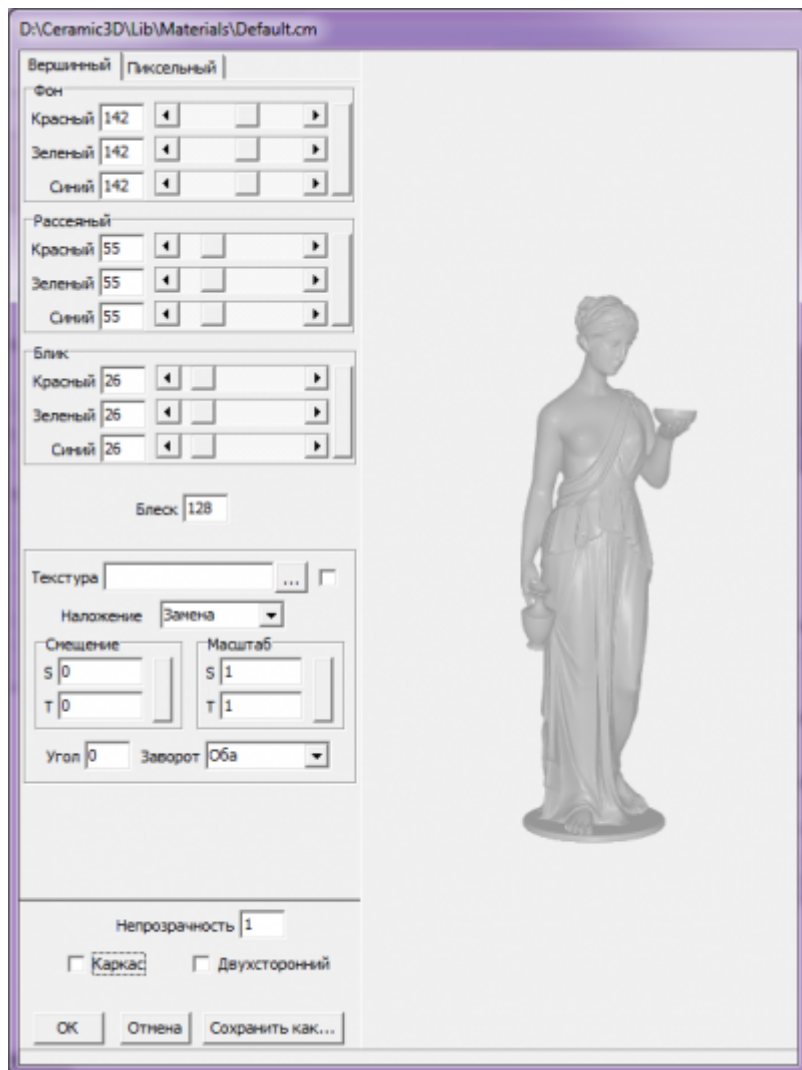 D:\Ceramic3D\Lib\Materials\Default.cm
Вершинный Пиксельный
Фон
Красный 142
Зеленый 142
Синий 142
Рассеяный
Красный 55
Зеленый 55
Синий 55
Блик
Красный 26
Зеленый 26
Синий 26
Блеск 128
Текстура ...
Наложение Замена
Смещение Масштаб
S 0 S 1
T 0 T 1
Угол 0 Заворот Оба
Непрозрачность 1
Каркас Двухсторонний
OK Отмена Сохранить как...